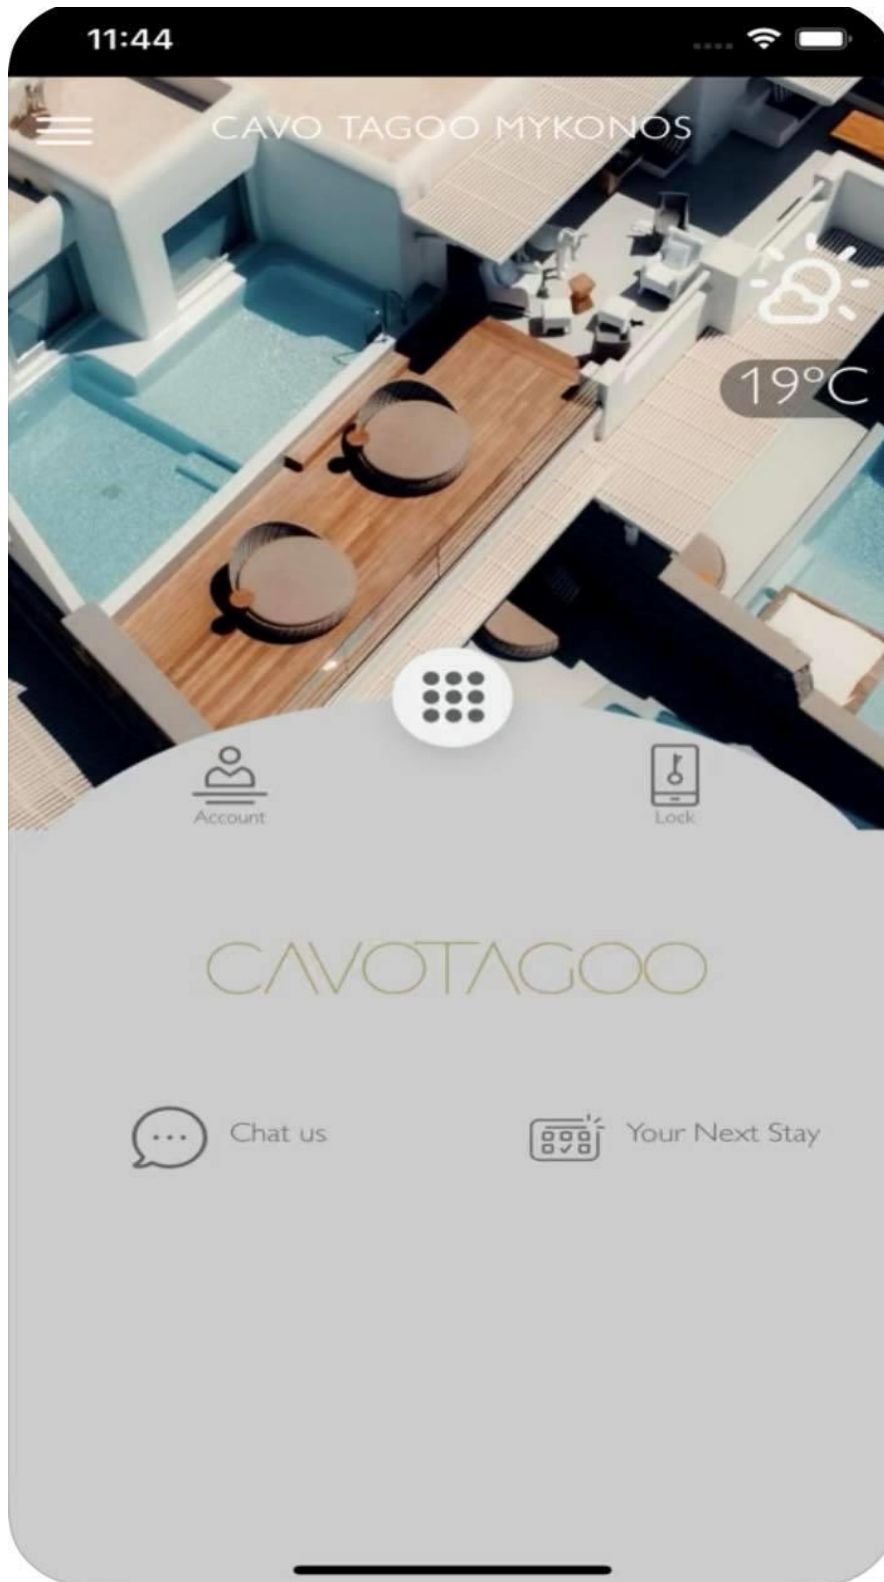 11:44
CAVO TAGOO MYKONOS
19°C
Account
Lock
CAVOTAGOO
Chat us
Your Next Stay